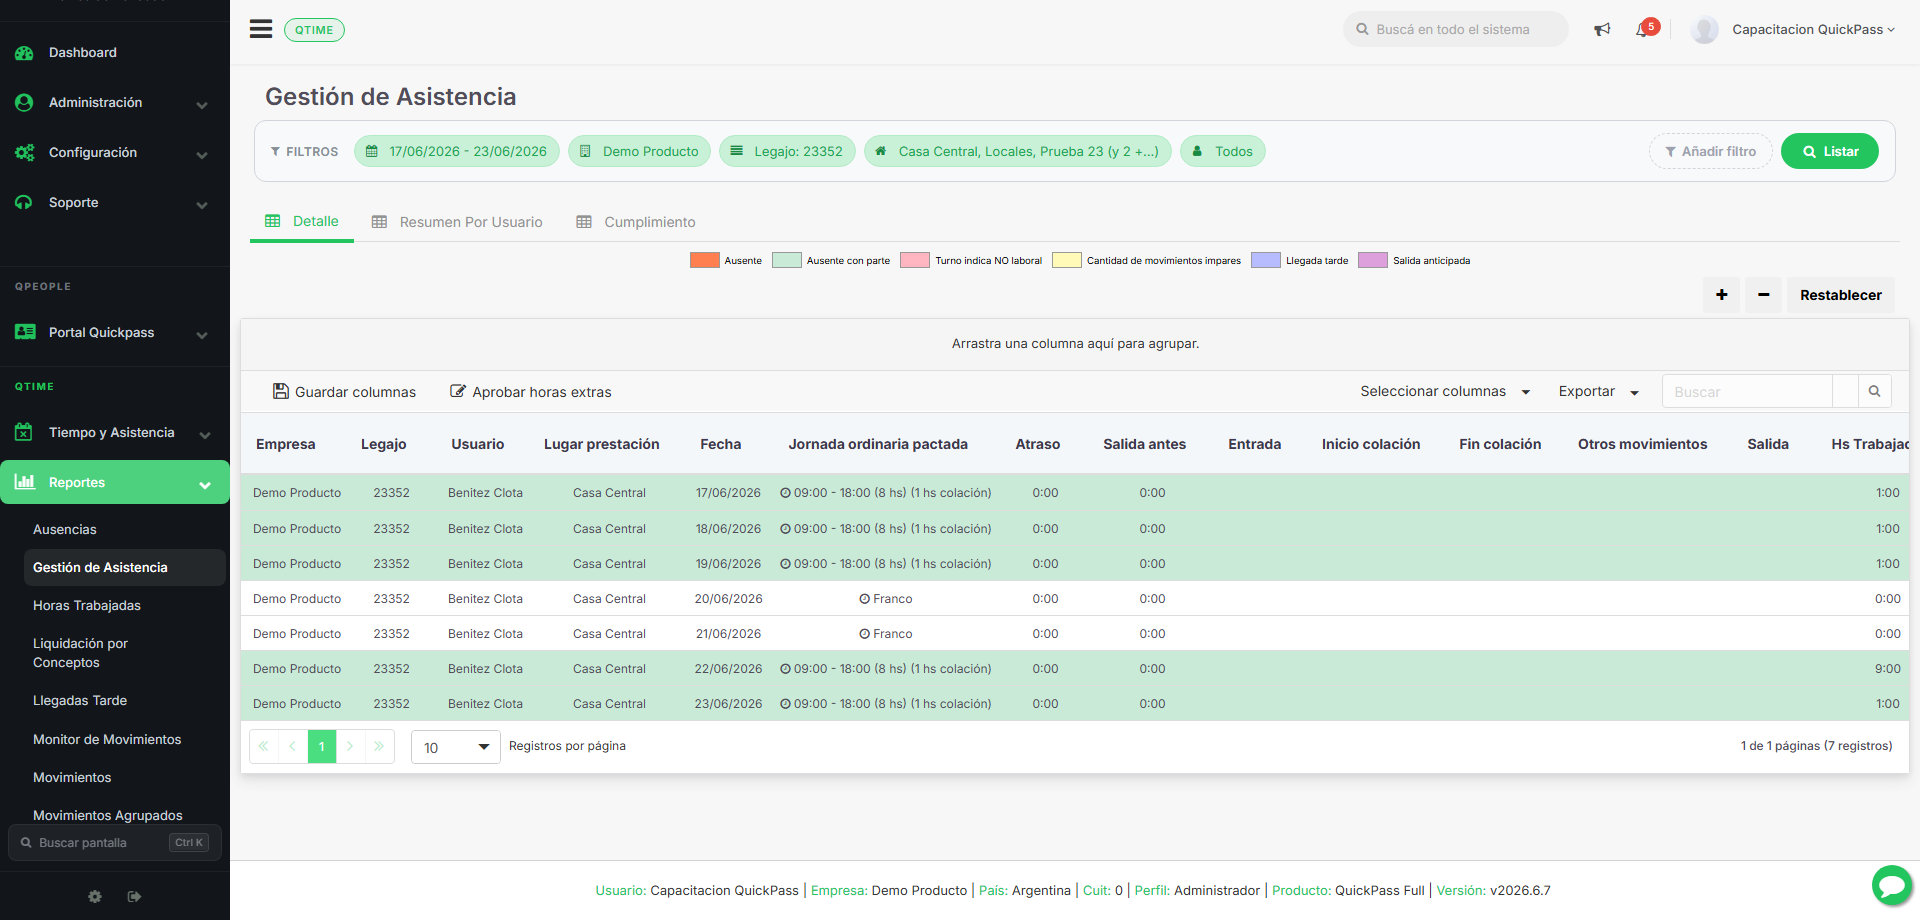 Dashboard
Administración
Configuración
Soporte
QPEOPLE
Portal Quickpass
QTIME
Tiempo y Asistencia
Reportes
Ausencias
Gestión de Asistencia
Horas Trabajadas
Liquidación por
Conceptos
Llegadas Tarde
Monitor de Movimientos
Movimientos
Movimientos Agrupados
Buscar pantalla Ctrl K
QTIME
Buscá en todo el sistema
5
Capacitacion QuickPass
Gestión de Asistencia
FILTROS 17/06/2026 - 23/06/2026 Demo Producto Legajo: 23352 Casa Central, Locales, Prueba 23 (y 2 +...) Todos Añadir filtro Listar
Detalle Resumen Por Usuario Cumplimiento
Ausente Ausente con parte Turno indica NO laboral Cantidad de movimientos impares Llegada tarde Salida anticipada
+ − Restablecer
Arrastra una columna aquí para agrupar.
Guardar columnas Aprobar horas extras Seleccionar columnas Exportar Buscar
Empresa Legajo Usuario Lugar prestación Fecha Jornada ordinaria pactada Atraso Salida antes Entrada Inicio colación Fin colación Otros movimientos Salida Hs Trabajad
Demo Producto 23352 Benitez Clota Casa Central 17/06/2026 09:00 - 18:00 (8 hs) (1 hs colación) 0:00 0:00 1:00
Demo Producto 23352 Benitez Clota Casa Central 18/06/2026 09:00 - 18:00 (8 hs) (1 hs colación) 0:00 0:00 1:00
Demo Producto 23352 Benitez Clota Casa Central 19/06/2026 09:00 - 18:00 (8 hs) (1 hs colación) 0:00 0:00 1:00
Demo Producto 23352 Benitez Clota Casa Central 20/06/2026 Franco 0:00 0:00 0:00
Demo Producto 23352 Benitez Clota Casa Central 21/06/2026 Franco 0:00 0:00 0:00
Demo Producto 23352 Benitez Clota Casa Central 22/06/2026 09:00 - 18:00 (8 hs) (1 hs colación) 0:00 0:00 9:00
Demo Producto 23352 Benitez Clota Casa Central 23/06/2026 09:00 - 18:00 (8 hs) (1 hs colación) 0:00 0:00 1:00
« ‹ 1 › » 10 Registros por página 1 de 1 páginas (7 registros)
Usuario: Capacitacion QuickPass | Empresa: Demo Producto | País: Argentina | Cuit: 0 | Perfil: Administrador | Producto: QuickPass Full | Versión: v2026.6.7